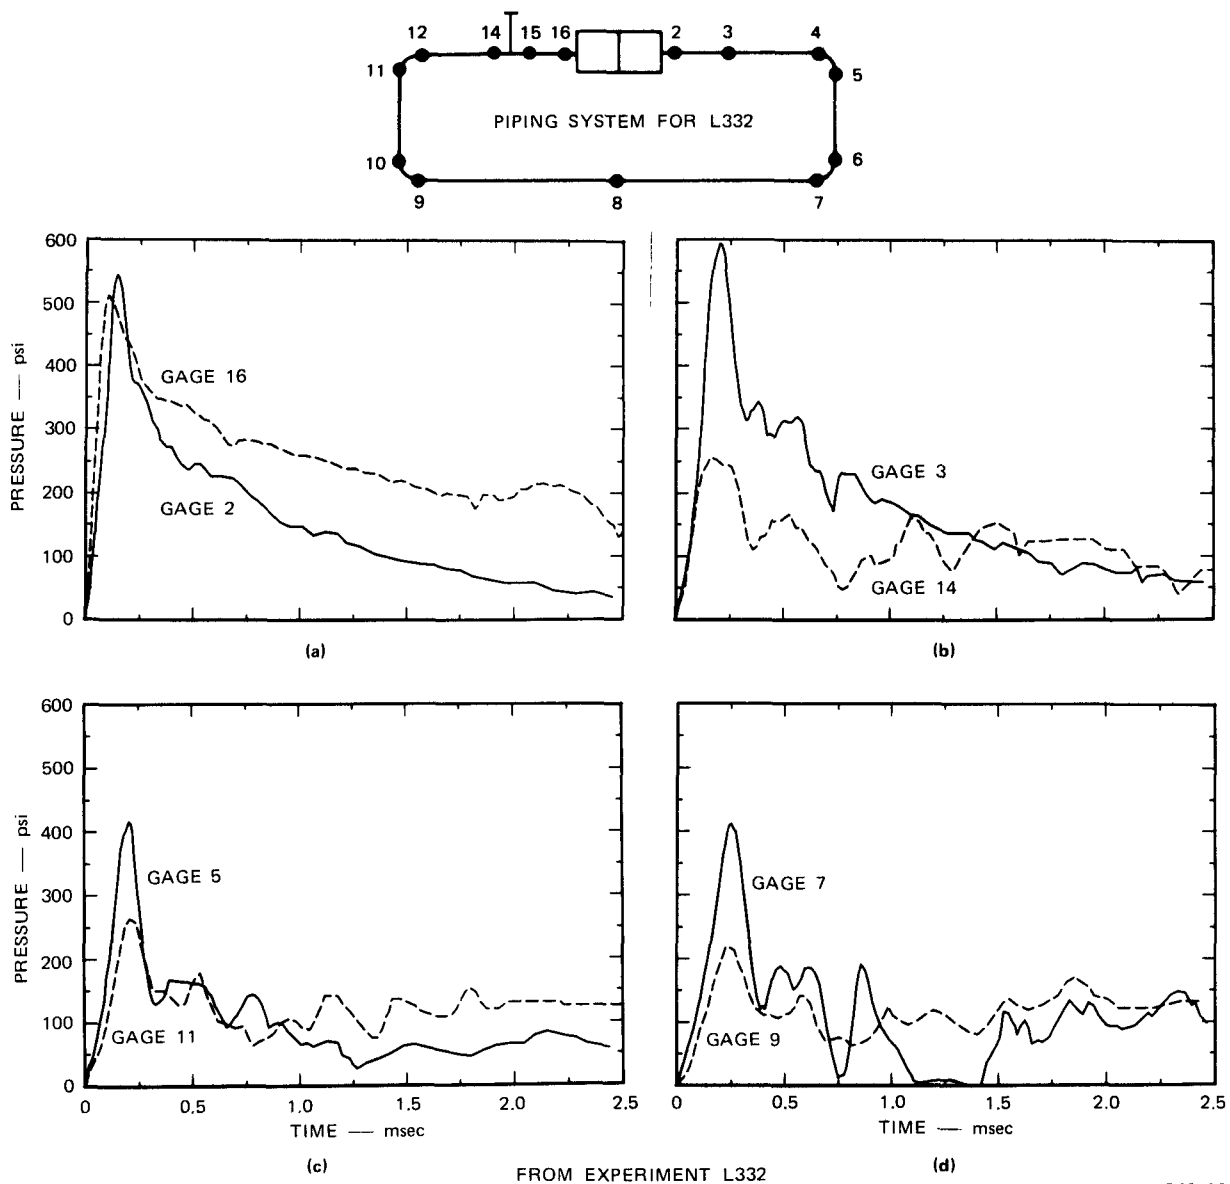 12 14 15 16 2 3 4
11 5
PIPING SYSTEM FOR L332
10 6
9 8 7
600
500
400
300
200
100
0
PRESSURE — psi
GAGE 16
GAGE 2
(a)
GAGE 3
GAGE 14
(b)
600
500
400
300
200
100
0
PRESSURE — psi
GAGE 5
GAGE 11
0 0.5 1.0 1.5 2.0 2.5
TIME — msec
(c)
GAGE 7
GAGE 9
0 0.5 1.0 1.5 2.0 2.5
TIME — msec
(d)
FROM EXPERIMENT L332